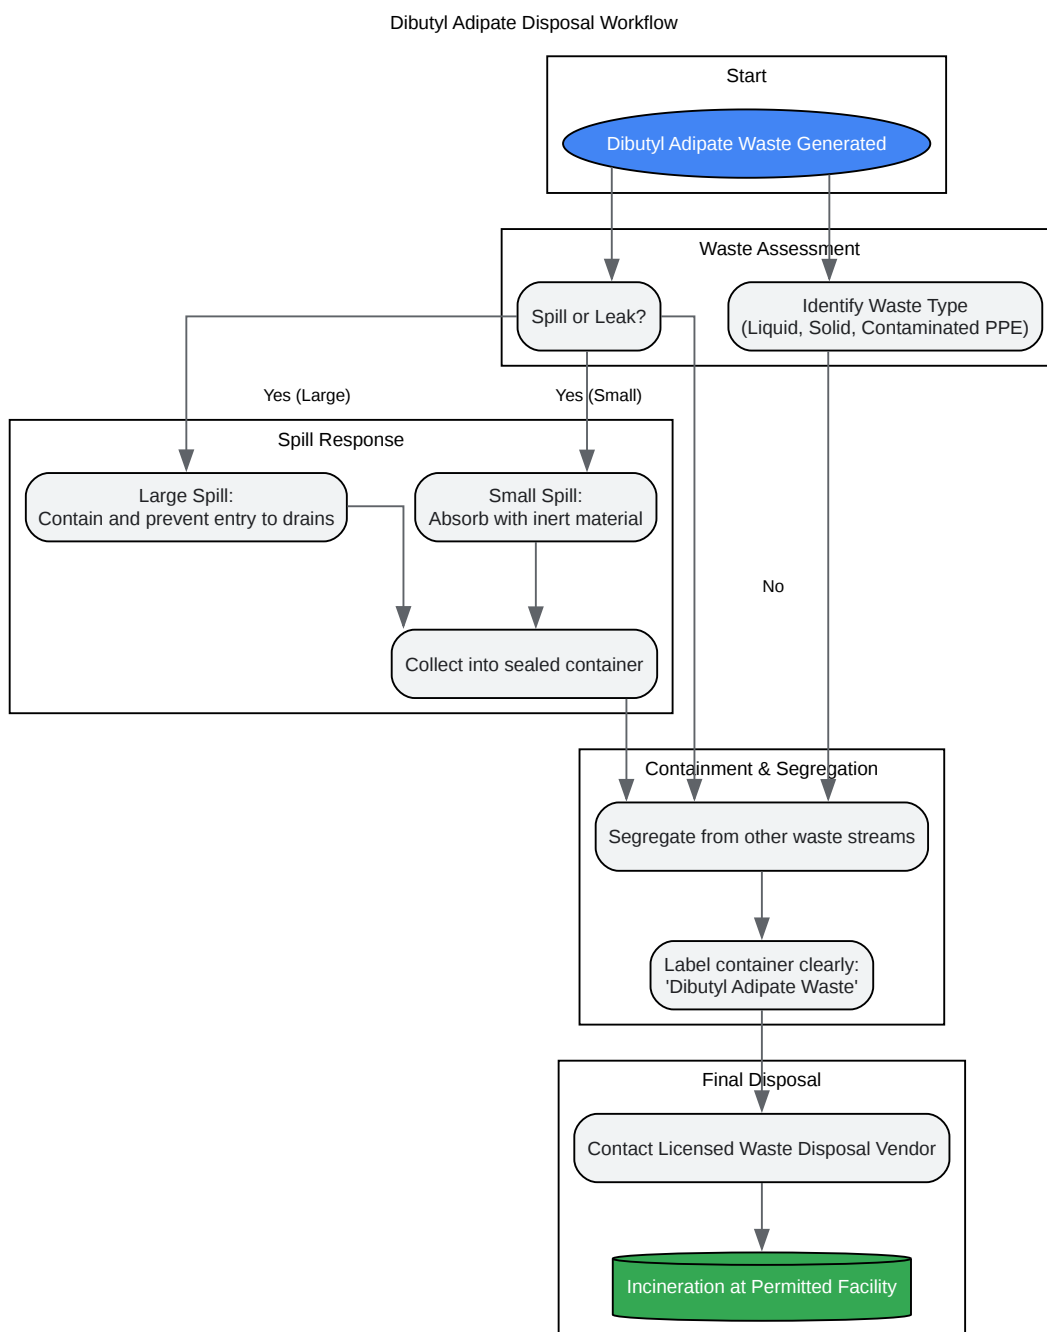 Dibutyl Adipate Disposal Workflow
Start
Dibutyl Adipate Waste Generated
Waste Assessment
Spill or Leak?
Identify Waste Type
(Liquid, Solid, Contaminated PPE)
Yes (Large)
Yes (Small)
Spill Response
Large Spill:
Contain and prevent entry to drains
Small Spill:
Absorb with inert material
No
Collect into sealed container
Containment & Segregation
Segregate from other waste streams
Label container clearly:
'Dibutyl Adipate Waste'
Final Disposal
Contact Licensed Waste Disposal Vendor
Incineration at Permitted Facility